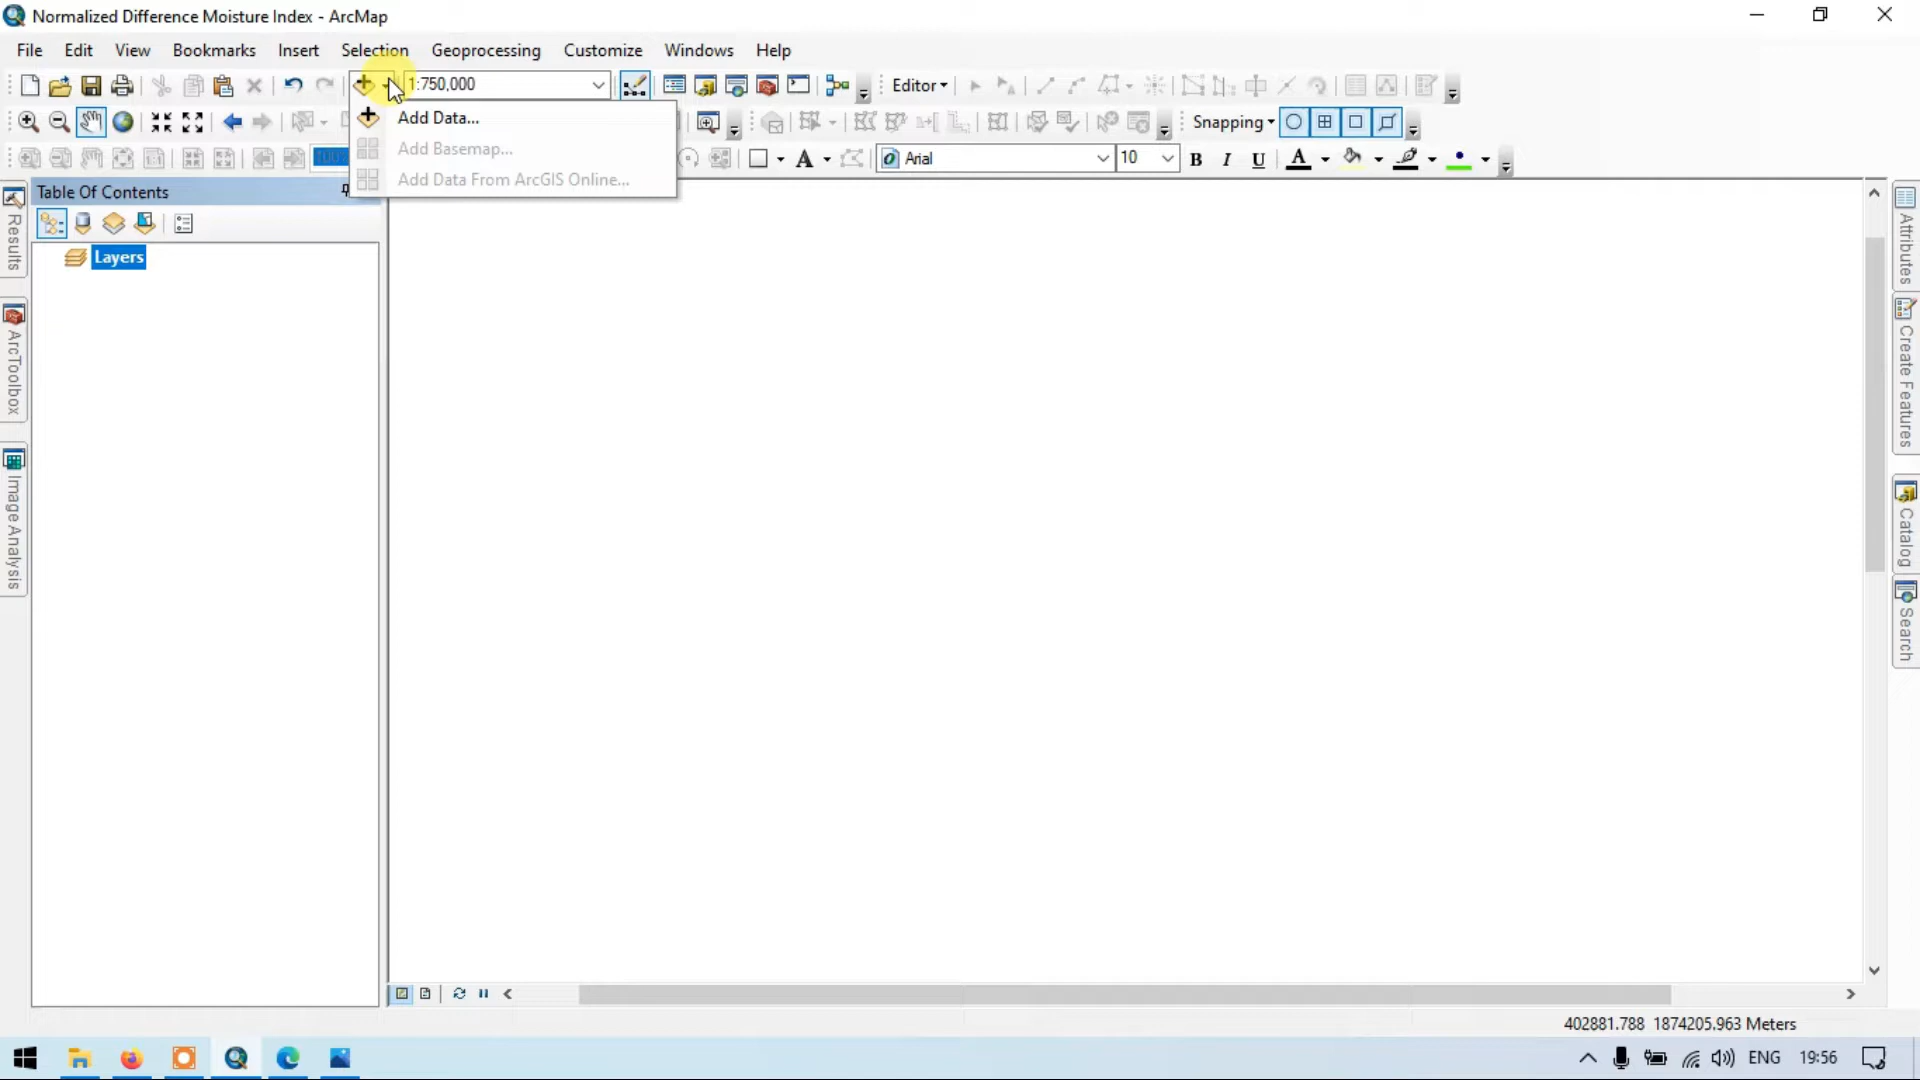 Normalized Difference Moisture Index - ArcMap
File Edit View Bookmarks Insert Selection Geoprocessing Customize Windows Help
1:750,000 Editor
Add Data...
Snapping
Add Basemap...
Arial 10 B I U A
Add Data From ArcGIS Online...
Table Of Contents
Layers
Results
ArcToolbox
Image Analysis
Attributes
Create Features
Catalog
Search
402881.788 1874205.963 Meters
ENG 19:56